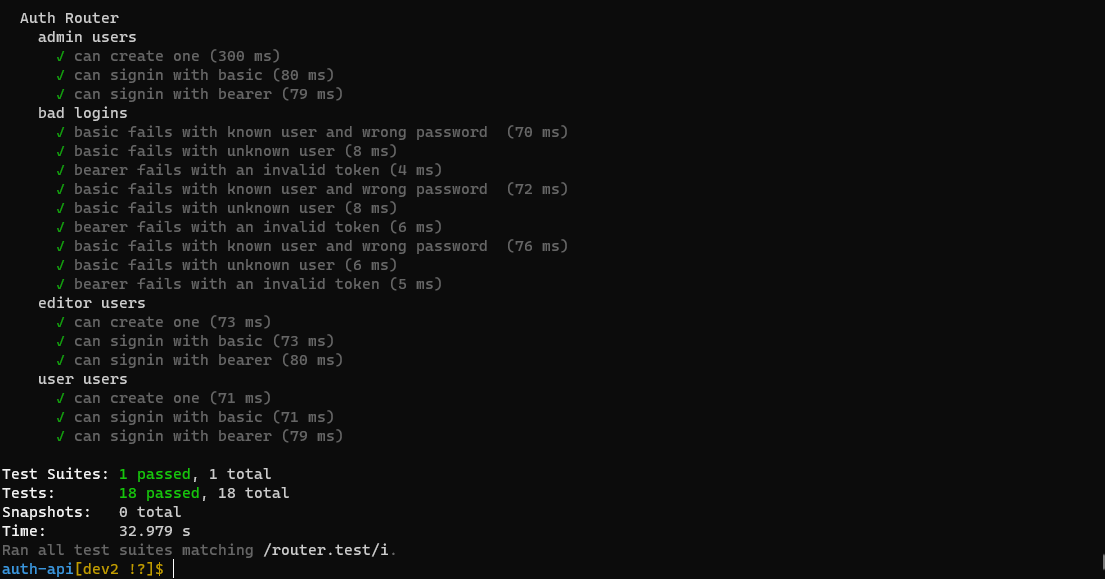 Auth Router
admin users
√ can create one (300 ms)
√ can signin with basic (80 ms)
√ can signin with bearer (79 ms)
bad logins
√ basic fails with known user and wrong password  (70 ms)
√ basic fails with unknown user (8 ms)
√ bearer fails with an invalid token (4 ms)
√ basic fails with known user and wrong password  (72 ms)
√ basic fails with unknown user (8 ms)
√ bearer fails with an invalid token (6 ms)
√ basic fails with known user and wrong password  (76 ms)
√ basic fails with unknown user (6 ms)
√ bearer fails with an invalid token (5 ms)
editor users
√ can create one (73 ms)
√ can signin with basic (73 ms)
√ can signin with bearer (80 ms)
user users
√ can create one (71 ms)
√ can signin with basic (71 ms)
√ can signin with bearer (79 ms)
Test Suites: 1 passed, 1 total
Tests:       18 passed, 18 total
Snapshots:   0 total
Time:        32.979 s
Ran all test suites matching /router.test/i.
auth-api[dev2 !?]$